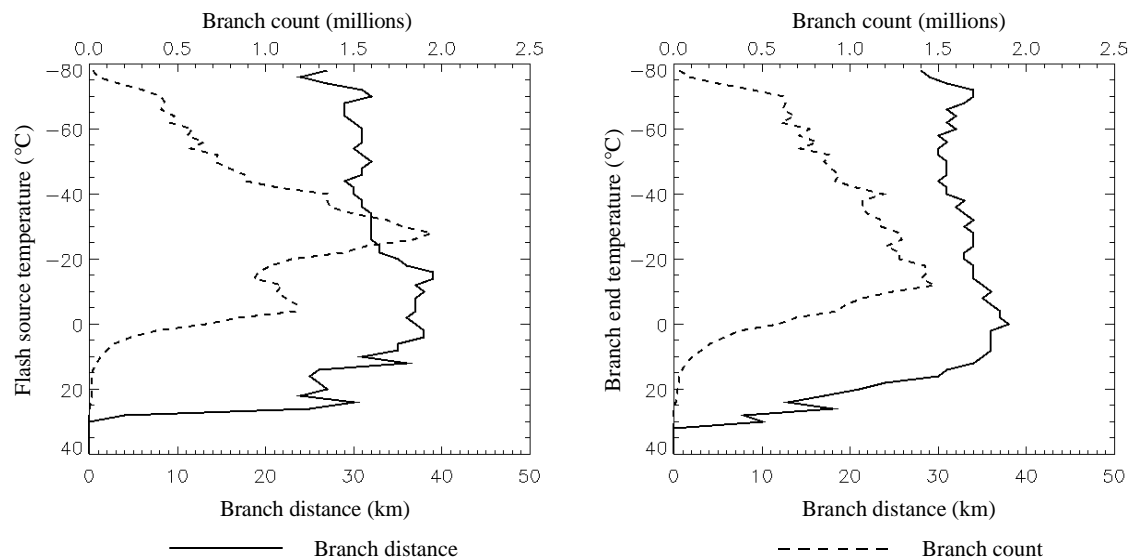 Branch count (millions)
0.0 0.5 1.0 1.5 2.0 2.5
−80
−60
−40
−20
0
20
40
Flash source temperature (°C)
0 10 20 30 40 50
Branch distance (km)
Branch count (millions)
0.0 0.5 1.0 1.5 2.0 2.5
−80
−60
−40
−20
0
20
40
Branch end temperature (°C)
0 10 20 30 40 50
Branch distance (km)
Branch distance
Branch count